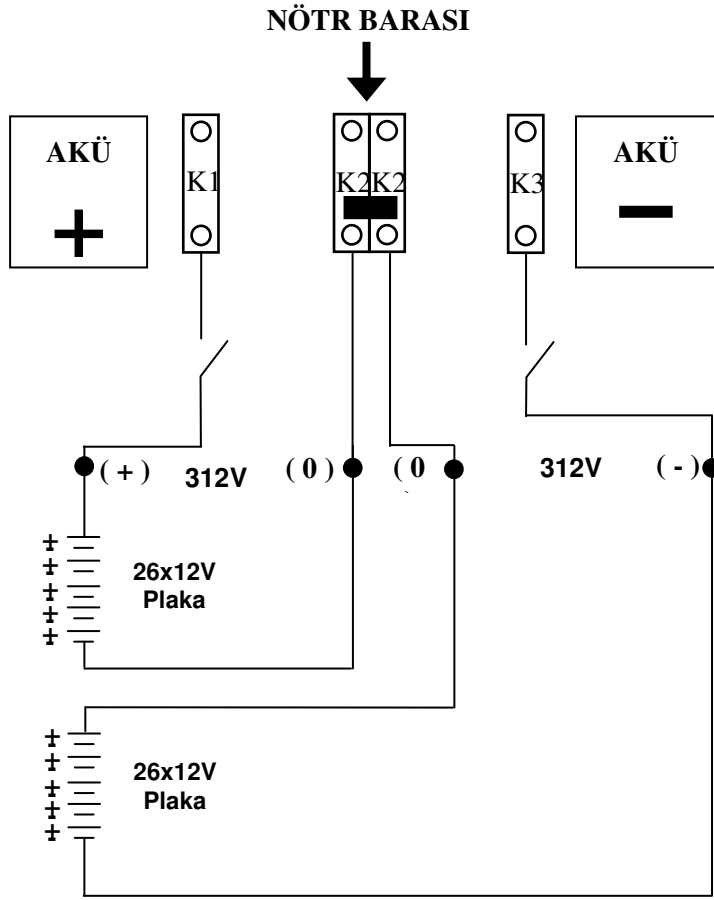 NÖTR BARASI
AKÜ
K1
K2 K2
K3
AKÜ
( + )
312V
( 0 )
( 0
)
312V
( - )
26x12V
Plaka
26x12V
Plaka